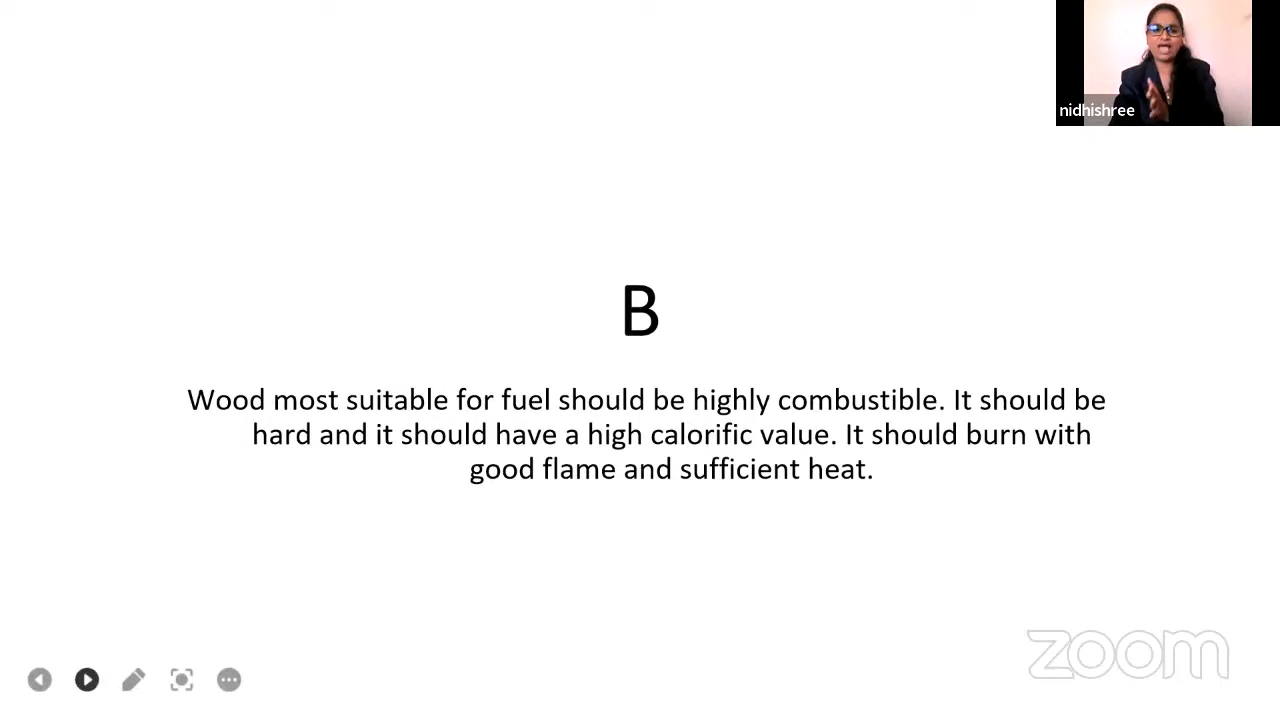 nidhishree
B
Wood most suitable for fuel should be highly combustible. It should be
hard and it should have a high calorific value. It should burn with
good flame and sufficient heat.
zoom